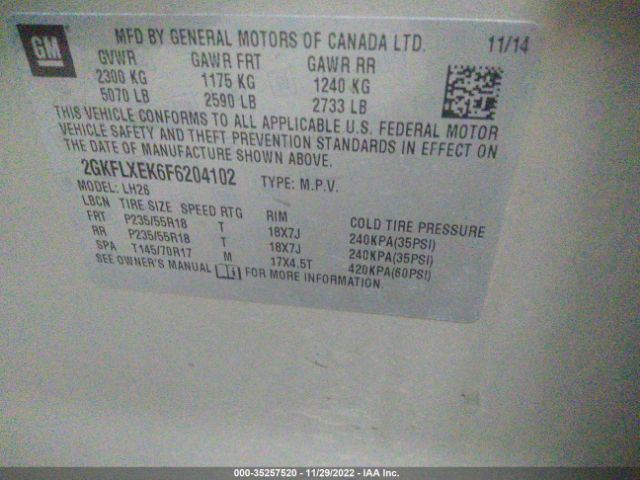 GM
MFD BY GENERAL MOTORS OF CANADA LTD. 11/14
GVWR GAWR FRT GAWR RR
2300 KG 1175 KG 1240 KG
5070 LB 2590 LB 2733 LB
THIS VEHICLE CONFORMS TO ALL APPLICABLE U.S. FEDERAL MOTOR
VEHICLE SAFETY AND THEFT PREVENTION STANDARDS IN EFFECT ON
THE DATE OF MANUFACTURE SHOWN ABOVE.
2GKFLXEK6F6204102 TYPE: M.P.V.
MODEL: LH26
LBCN TIRE SIZE SPEED RTG RIM COLD TIRE PRESSURE
FRT P235/55R18 T 18X7J 240KPA(35PSI)
RR P235/55R18 T 18X7J 240KPA(35PSI)
SPA T145/70R17 M 17X4.5T 420KPA(60PSI)
SEE OWNER'S MANUAL FOR MORE INFORMATION.
000-35257520 - 11/29/2022 - IAA Inc.